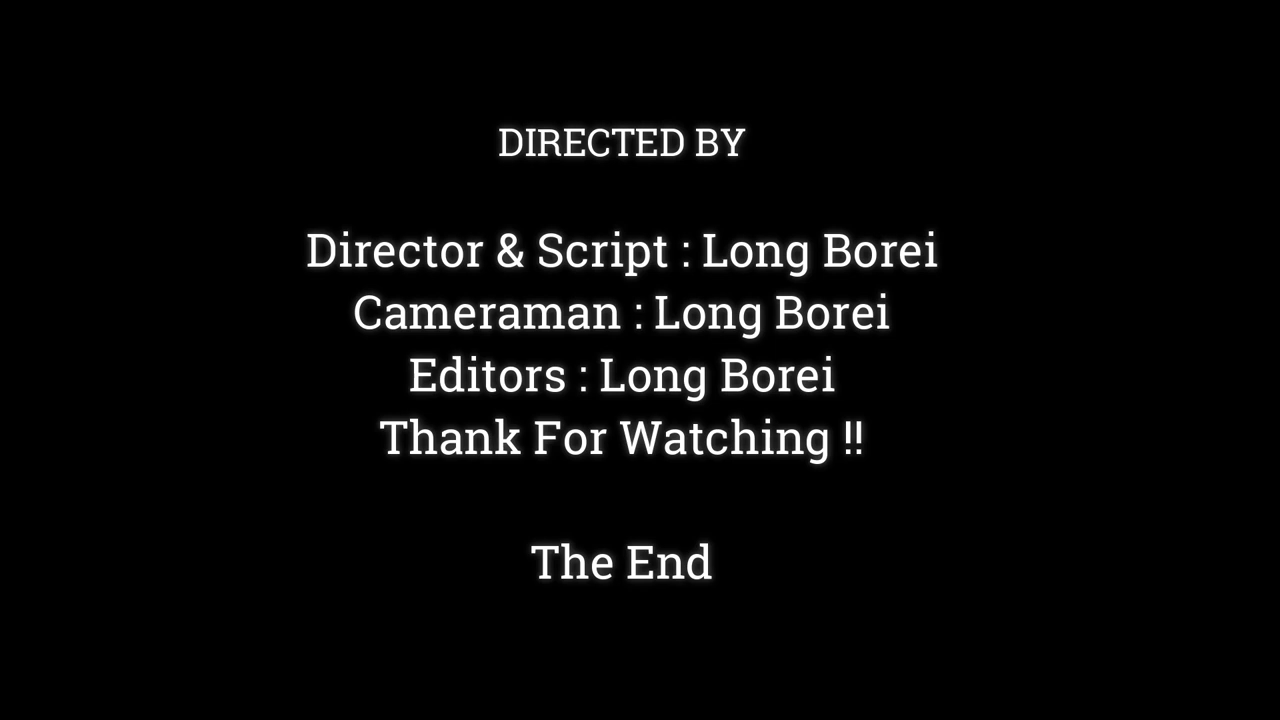 DIRECTED BY
Director & Script : Long Borei
Cameraman : Long Borei
Editors : Long Borei
Thank For Watching !!
The End